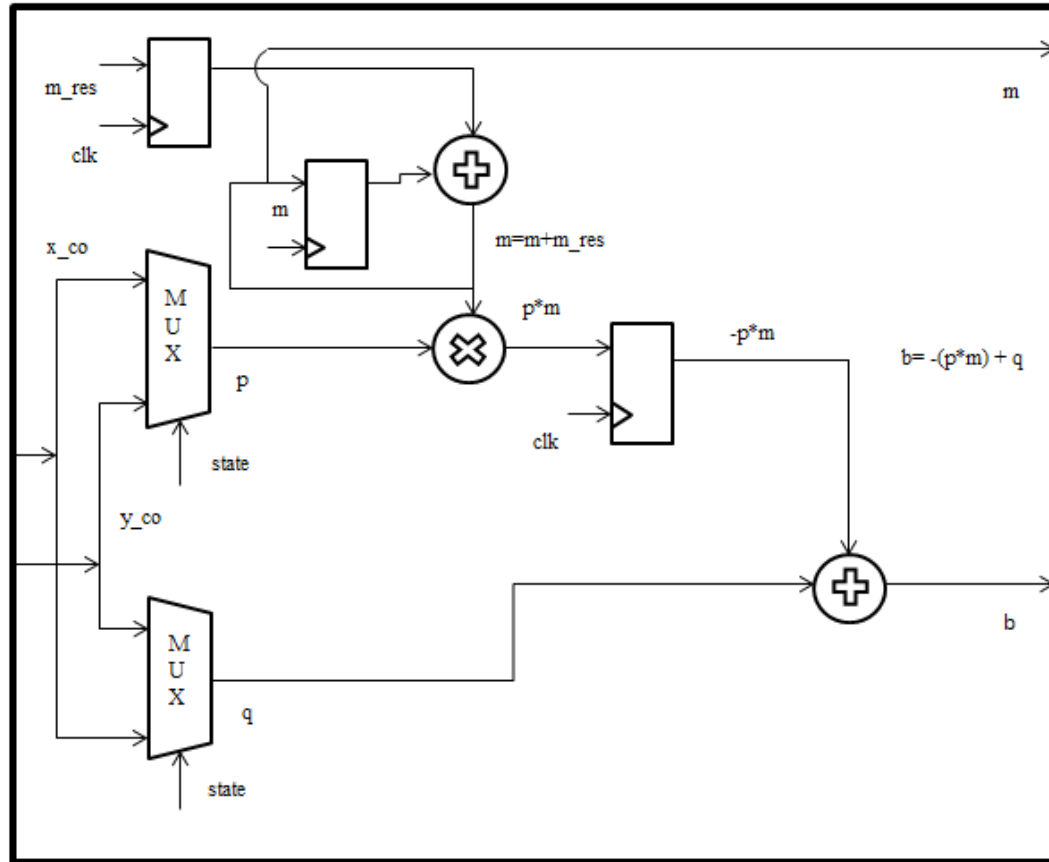 m_res
m
clk
m
m=m+m_res
x_co
M
U
X
p*m
-p*m
b= -(p*m) + q
p
clk
state
y_co
M
U
X
b
q
state